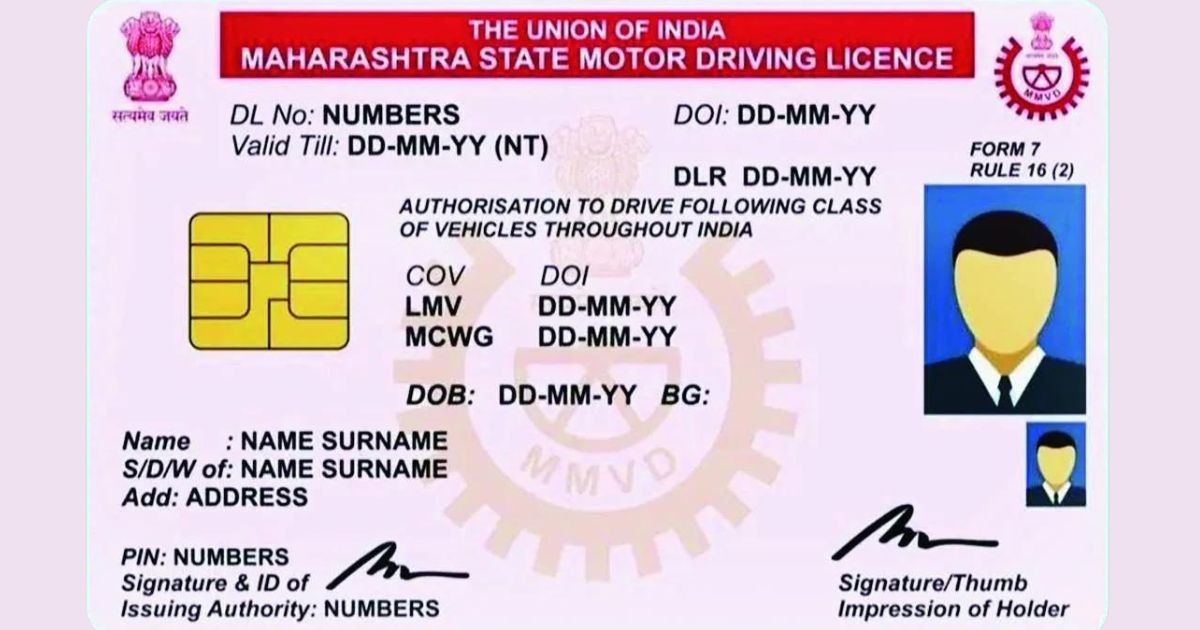 THE UNION OF INDIA
MAHARASHTRA STATE MOTOR DRIVING LICENCE
सत्यमेव जयते
MMVD
DL No: NUMBERS DOI: DD-MM-YY
Valid Till: DD-MM-YY (NT)
FORM 7
RULE 16 (2)
DLR DD-MM-YY
AUTHORISATION TO DRIVE FOLLOWING CLASS
OF VEHICLES THROUGHOUT INDIA
COV DOI
LMV DD-MM-YY
MCWG DD-MM-YY
DOB: DD-MM-YY BG:
MMVD
Name : NAME SURNAME
S/D/W of: NAME SURNAME
Add: ADDRESS
PIN: NUMBERS
Signature & ID of
Issuing Authority: NUMBERS
Signature/Thumb
Impression of Holder